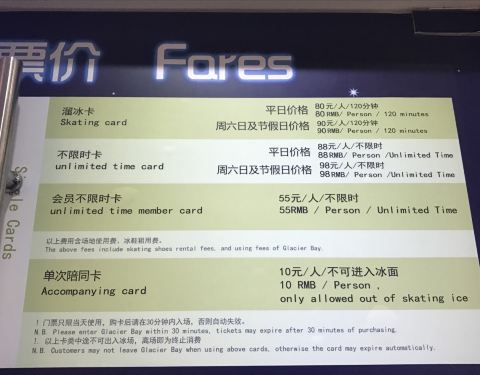 票价 Fares
溜冰卡
Skating card
平日价格 80元/人/120分钟
80RMB/ Person / 120 minutes
周六日及节假日价格 90元/人/120分钟
90RMB/ Person / 120 minutes
不限时卡
unlimited time card
平日价格 88元/人/不限时
88RMB/ Person /Unlimited Time
周六日及节假日价格 98元/人/不限时
98RMB/ Person /Unlimited Time
会员不限时卡
unlimited time member card
55元/人/不限时
55RMB / Person / Unlimited Time
以上费用含场地使用费、冰鞋租用费。
The above fees include skating shoes rental fees, and using fees of Glacier Bay.
单次陪同卡
Accompanying card
10元/人/不可进入冰面
10 RMB / Person ,
only allowed out of skating ice
! 门票只限当天使用，购卡后请在30分钟内入场，否则自动失效。
N.B. Please enter Glacier Bay within 30 minutes, tickets may expire after 30 minutes of purchasing.
! 、以上卡类中途不可出入冰场，离场即为终止消费
N.B. Customers may not leave Glacier Bay when using above cards, otherwise the card may expire automatically.
Cards